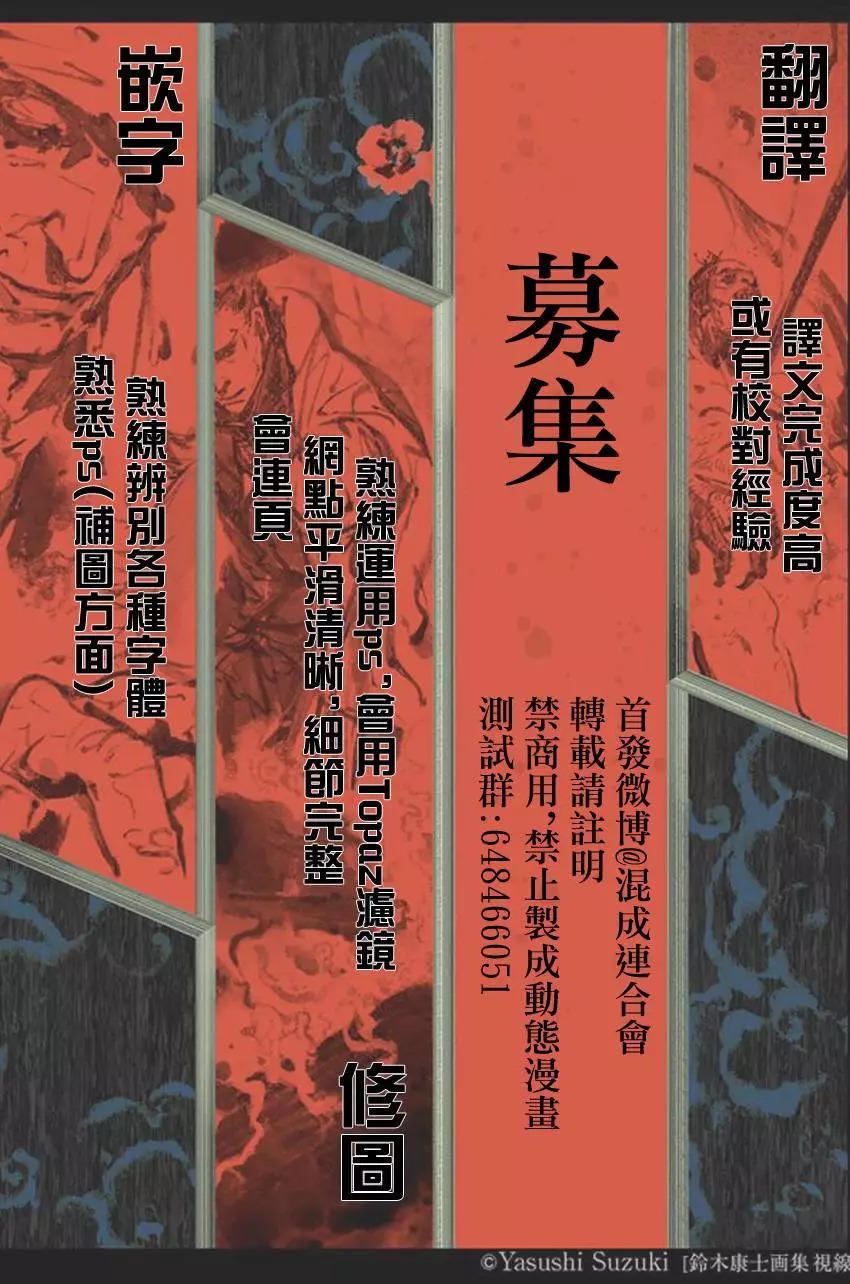 翻譯
譯文完成度高
或有校對經驗
募集
首發微博@混成連合會
轉載請註明
禁商用,禁止製成動態漫畫
測試群:648466051
修圖
熟練運用ps”會用Topaz濾鏡
網點平滑清晰,細節完整
會連頁
嵌字
熟練辨別各種字體
熟悉ps(補圖方面)
©Yasushi Suzuki [鈴木康士画集 視線